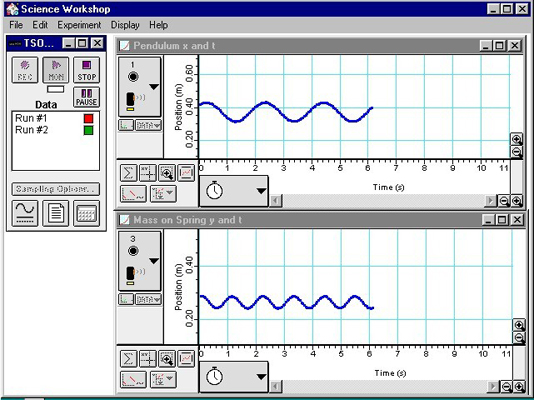 Science Workshop
File Edit Experiment Display Help
TSO...
REC MON STOP
PAUSE
Data
Run #1
Run #2
Sampling Options...
Pendulum x and t
1
DATA
Position (m)
0.20 0.40 0.60
0 1 2 3 4 5 6 7 8 9 10 11
Time (s)
Mass on Spring y and t
3
DATA
Position (m)
0.20 0.40
0 1 2 3 4 5 6 7 8 9 10 11
Time (s)